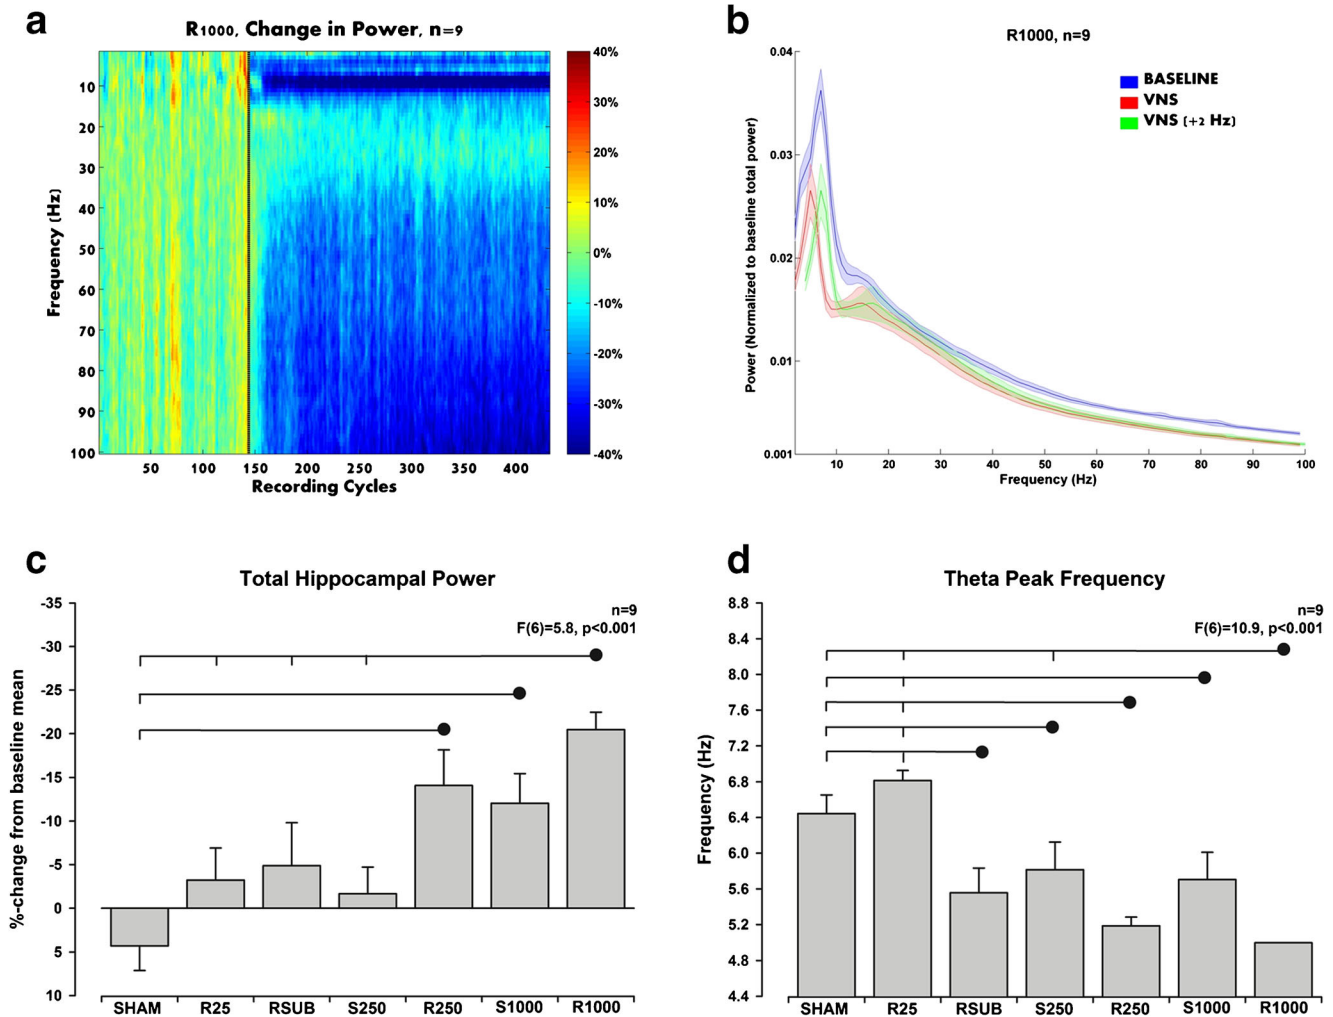 a
R1000, Change in Power, n=9
Frequency (Hz)
10
20
30
40
50
60
70
80
90
100
50 100 150 200 250 300 350 400
Recording Cycles
40%
30%
20%
10%
0%
-10%
-20%
-30%
-40%
b
R1000, n=9
BASELINE
VNS
VNS (+2 Hz)
Power (Normalized to baseline total power)
0.04
0.03
0.02
0.01
0.001
10 20 30 40 50 60 70 80 90 100
Frequency (Hz)
c
Total Hippocampal Power
n=9
F(6)=5.8, p<0.001
%-change from baseline mean
-35
-30
-25
-20
-15
-10
-5
0
5
10
SHAM R25 RSUB S250 R250 S1000 R1000
d
Theta Peak Frequency
n=9
F(6)=10.9, p<0.001
Frequency (Hz)
8.8
8.4
8.0
7.6
7.2
6.8
6.4
6.0
5.6
5.2
4.8
4.4
SHAM R25 RSUB S250 R250 S1000 R1000